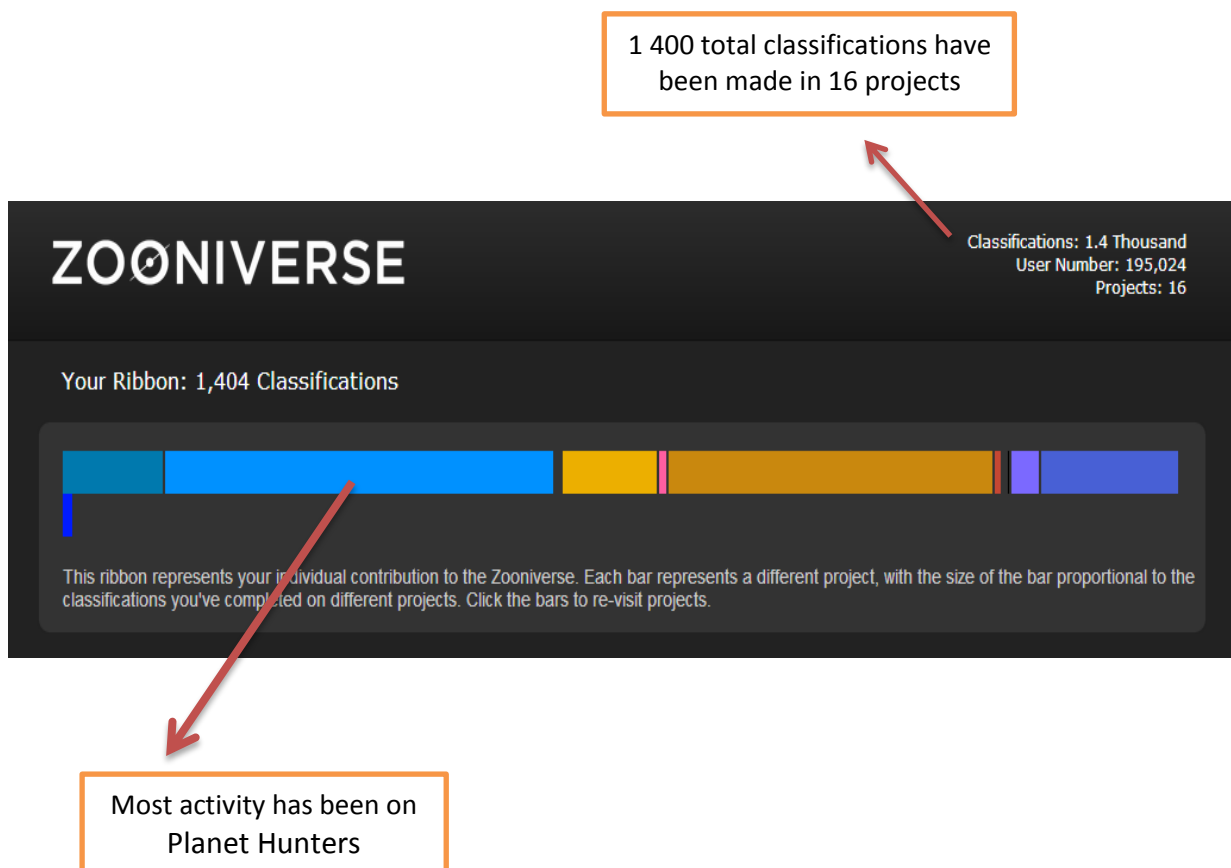 1 400 total classifications have
been made in 16 projects
ZOONIVERSE
Classifications: 1.4 Thousand
User Number: 195,024
Projects: 16
Your Ribbon: 1,404 Classifications
This ribbon represents your individual contribution to the Zooniverse. Each bar represents a different project, with the size of the bar proportional to the
classifications you've completed on different projects. Click the bars to re-visit projects.
Most activity has been on
Planet Hunters